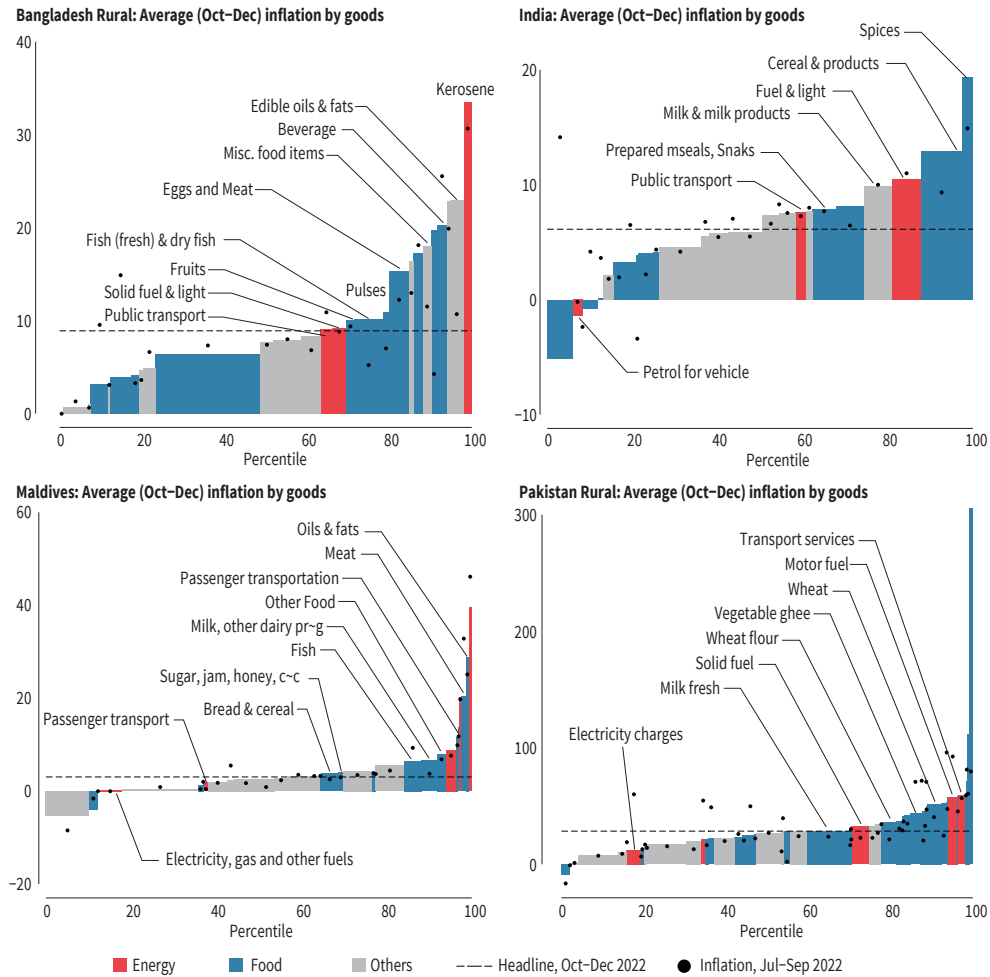 Bangladesh Rural: Average (Oct–Dec) inflation by goods
40
30
20
10
0
Kerosene
Edible oils & fats
Beverage
Misc. food items
Eggs and Meat
Fish (fresh) & dry fish
Fruits
Pulses
Solid fuel & light
Public transport
0 20 40 60 80 100
Percentile
India: Average (Oct–Dec) inflation by goods
20
10
0
−10
Spices
Cereal & products
Fuel & light
Milk & milk products
Prepared mseals, Snaks
Public transport
Petrol for vehicle
0 20 40 60 80 100
Percentile
Maldives: Average (Oct–Dec) inflation by goods
60
40
20
0
−20
Oils & fats
Meat
Passenger transportation
Other Food
Milk, other dairy pr~g
Fish
Sugar, jam, honey, c~c
Bread & cereal
Passenger transport
Electricity, gas and other fuels
0 20 40 60 80 100
Percentile
Pakistan Rural: Average (Oct–Dec) inflation by goods
300
200
100
0
Transport services
Motor fuel
Wheat
Vegetable ghee
Wheat flour
Solid fuel
Milk fresh
Electricity charges
0 20 40 60 80 100
Percentile
Energy Food Others Headline, Oct–Dec 2022 Inflation, Jul–Sep 2022